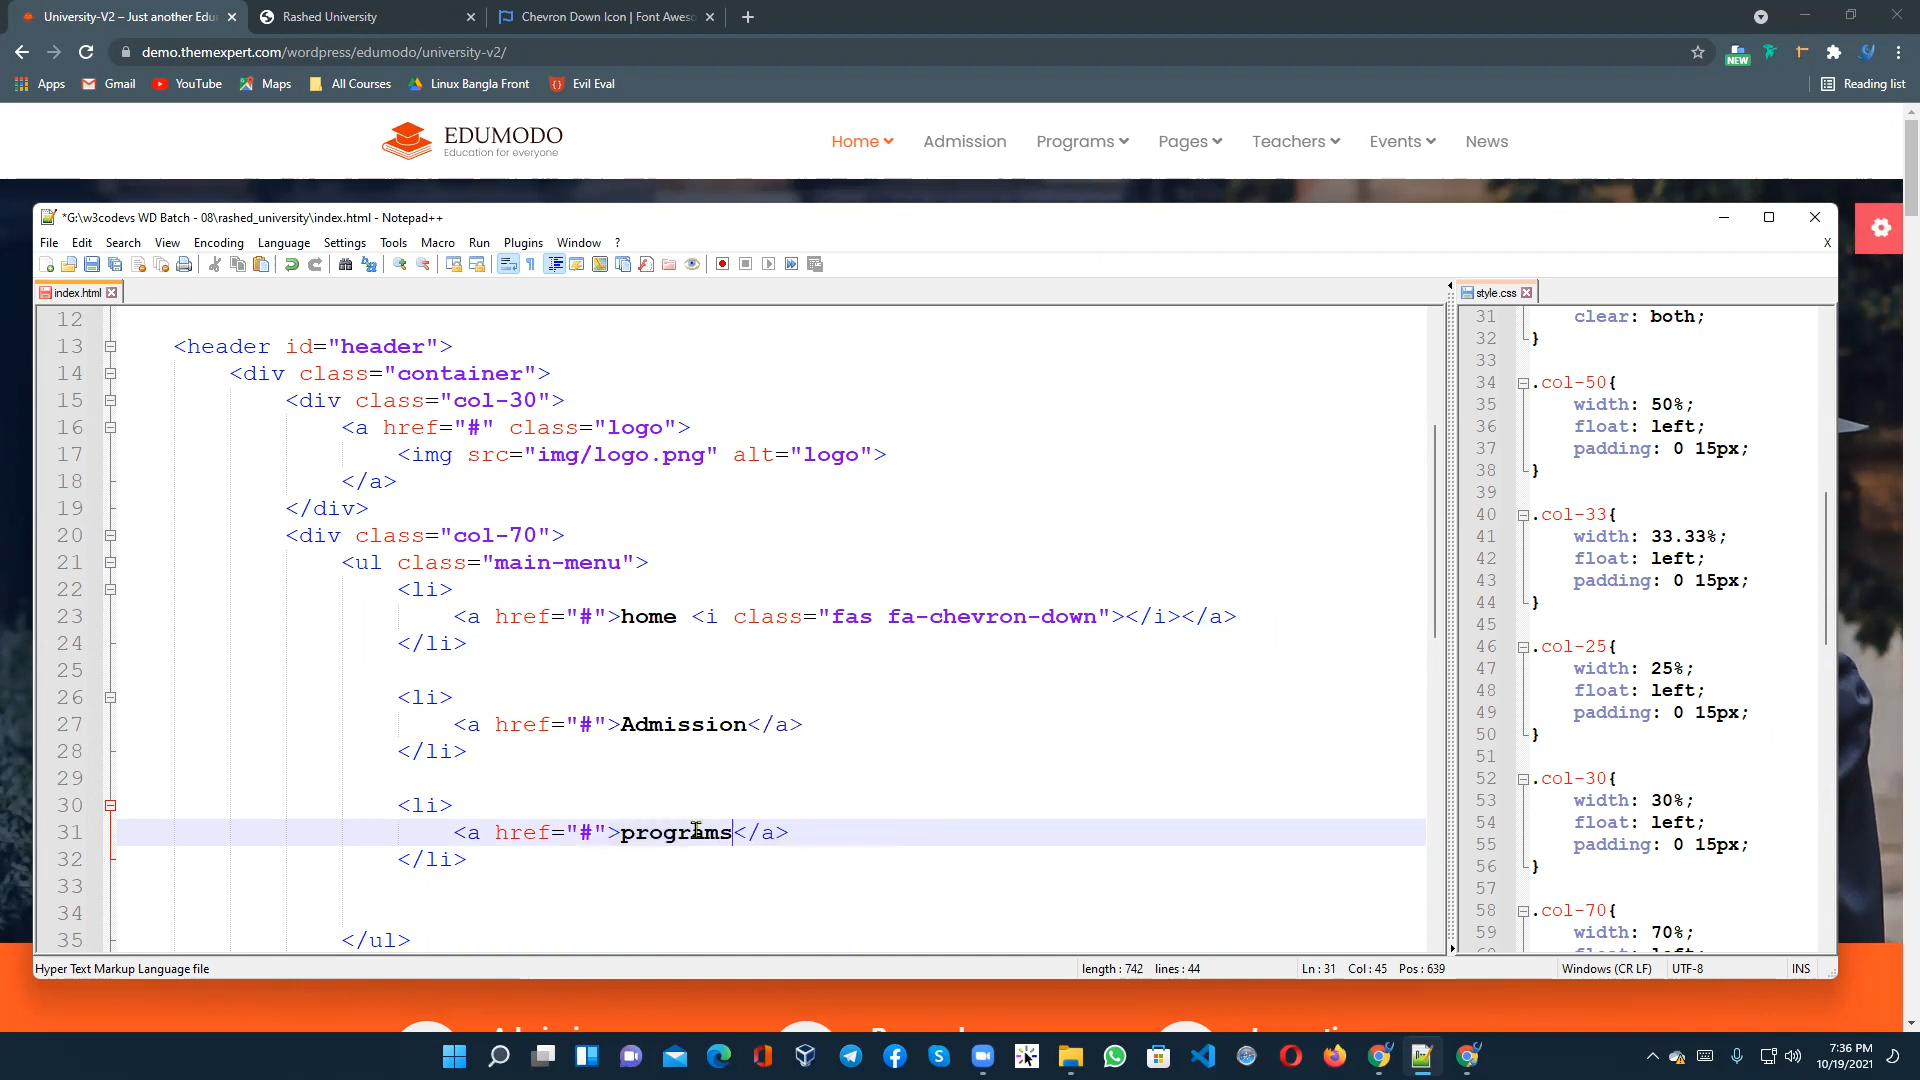 University-V2 – Just another Edu
Rashed University
Chevron Down Icon | Font Aweso
demo.themexpert.com/wordpress/edumodo/university-v2/
NEW
Apps
Gmail
YouTube
Maps
All Courses
Linux Bangla Front
Evil Eval
Reading list
EDUMODO
Education for everyone
Home
Admission
Programs
Pages
Teachers
Events
News
*G:\w3codevs WD Batch - 08\rashed_university\index.html - Notepad++
File Edit Search View Encoding Language Settings Tools Macro Run Plugins Window ? X
index.html
12
13 <header id="header">
14 <div class="container">
15 <div class="col-30">
16 <a href="#" class="logo">
17 <img src="img/logo.png" alt="logo">
18 </a>
19 </div>
20 <div class="col-70">
21 <ul class="main-menu">
22 <li>
23 <a href="#">home <i class="fas fa-chevron-down"></i></a>
24 </li>
25
26 <li>
27 <a href="#">Admission</a>
28 </li>
29
30 <li>
31 <a href="#">programs</a>
32 </li>
33
34
35 </ul>
style.css
31 clear: both;
32 }
33
34 .col-50{
35 width: 50%;
36 float: left;
37 padding: 0 15px;
38 }
39
40 .col-33{
41 width: 33.33%;
42 float: left;
43 padding: 0 15px;
44 }
45
46 .col-25{
47 width: 25%;
48 float: left;
49 padding: 0 15px;
50 }
51
52 .col-30{
53 width: 30%;
54 float: left;
55 padding: 0 15px;
56 }
57
58 .col-70{
59 width: 70%;
Hyper Text Markup Language file
length : 742 lines : 44
Ln : 31 Col : 45 Pos : 639
Windows (CR LF)
UTF-8
INS
7:36 PM
10/19/2021